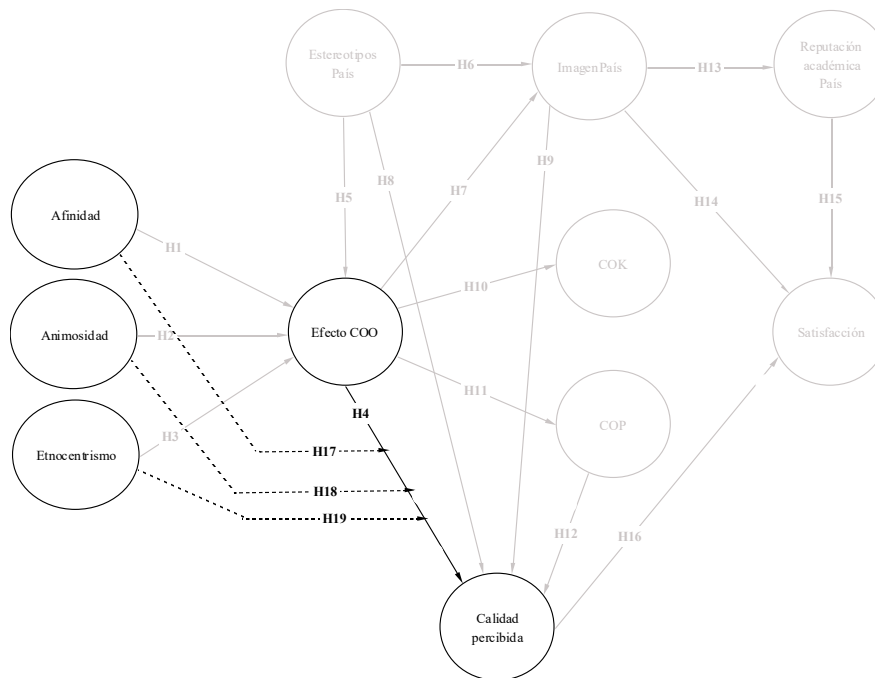 Estereotipos
País
H6
ImagenPaís
H13
Reputación
académica
País
H9
H8
H5
H7
H14
H15
Afinidad
H1
H10
COK
Animosidad
H2
Efecto COO
Satisfacción
H11
H4
COP
Etnocentrismo
H3
H17
H18
H19
H12
H16
Calidad
percibida